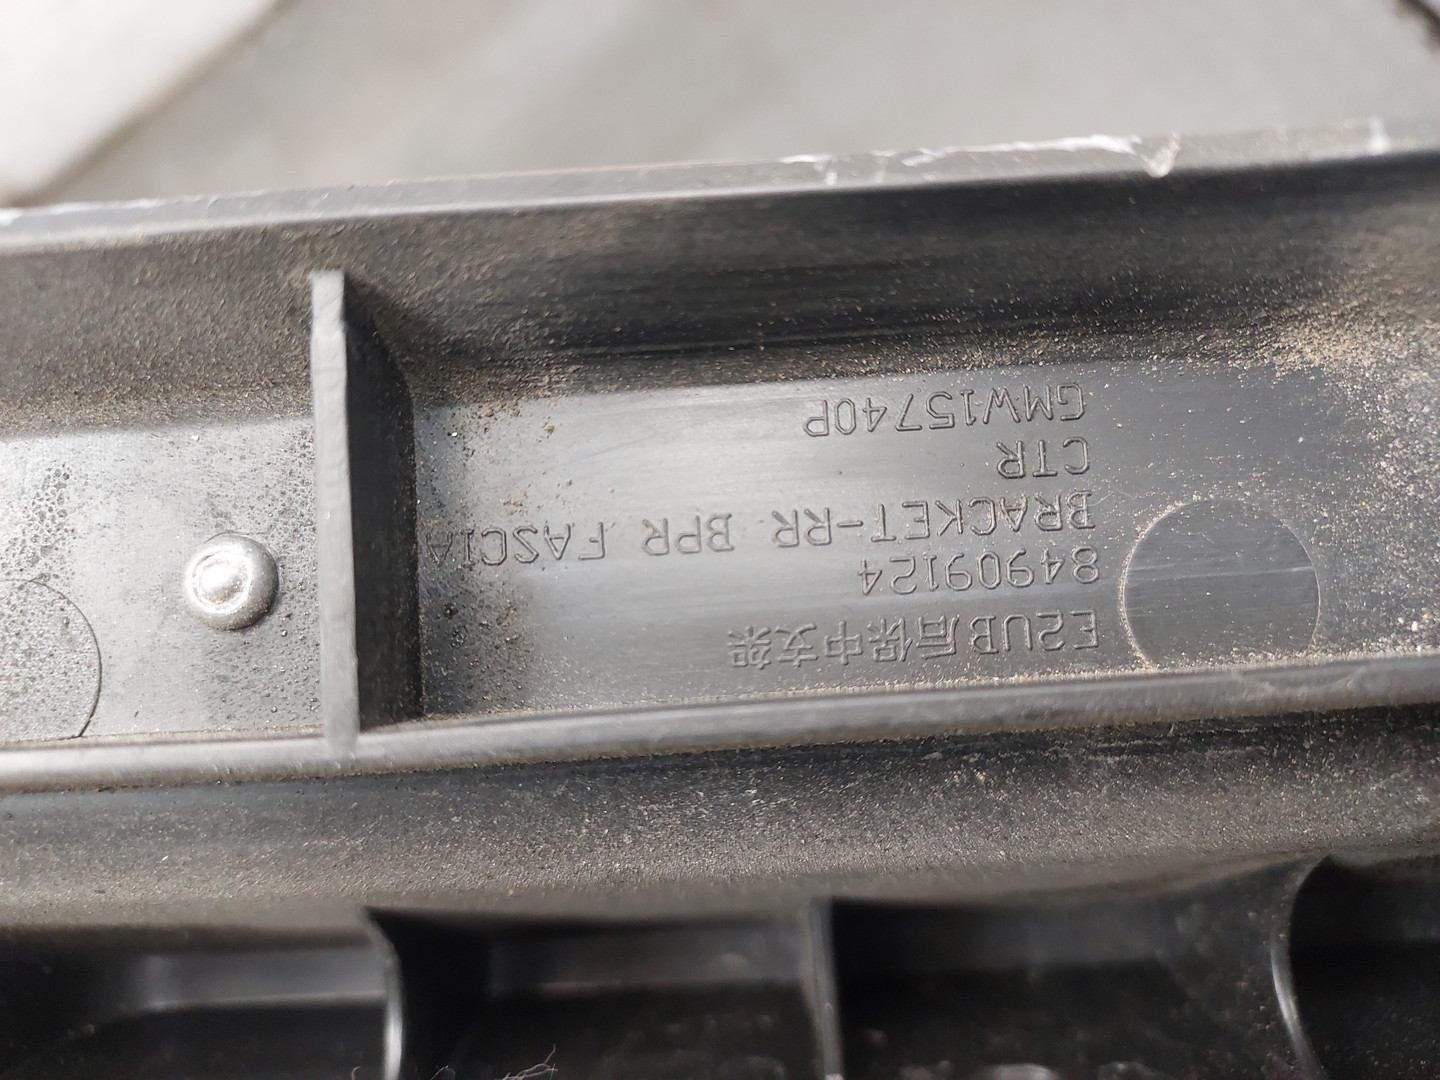 E2UB后保中支架
84909124
BRACKET-RR BPR FASCIA
CTR
GMW15740P